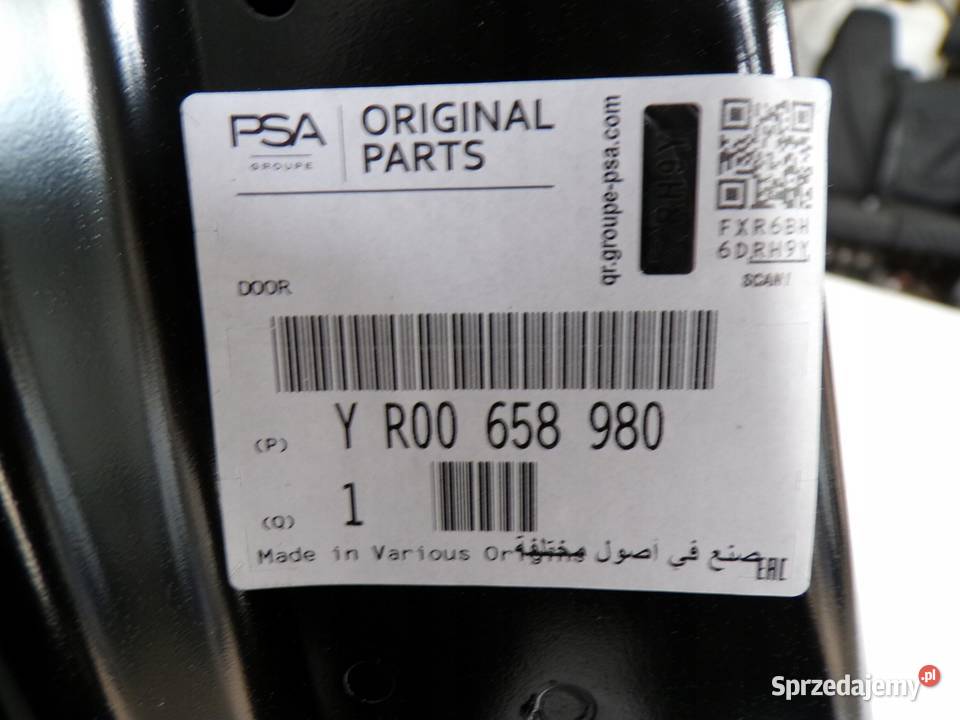 PSA
GROUPE
ORIGINAL
PARTS
qr.groupe-psa.com
FXR6BH
6DRH9Y
SCAN!
DOOR
(P) Y R00 658 980
(Q) 1
Made in Various Origins صنع في أصول مختلفة
EAC
Sprzedajemy.pl